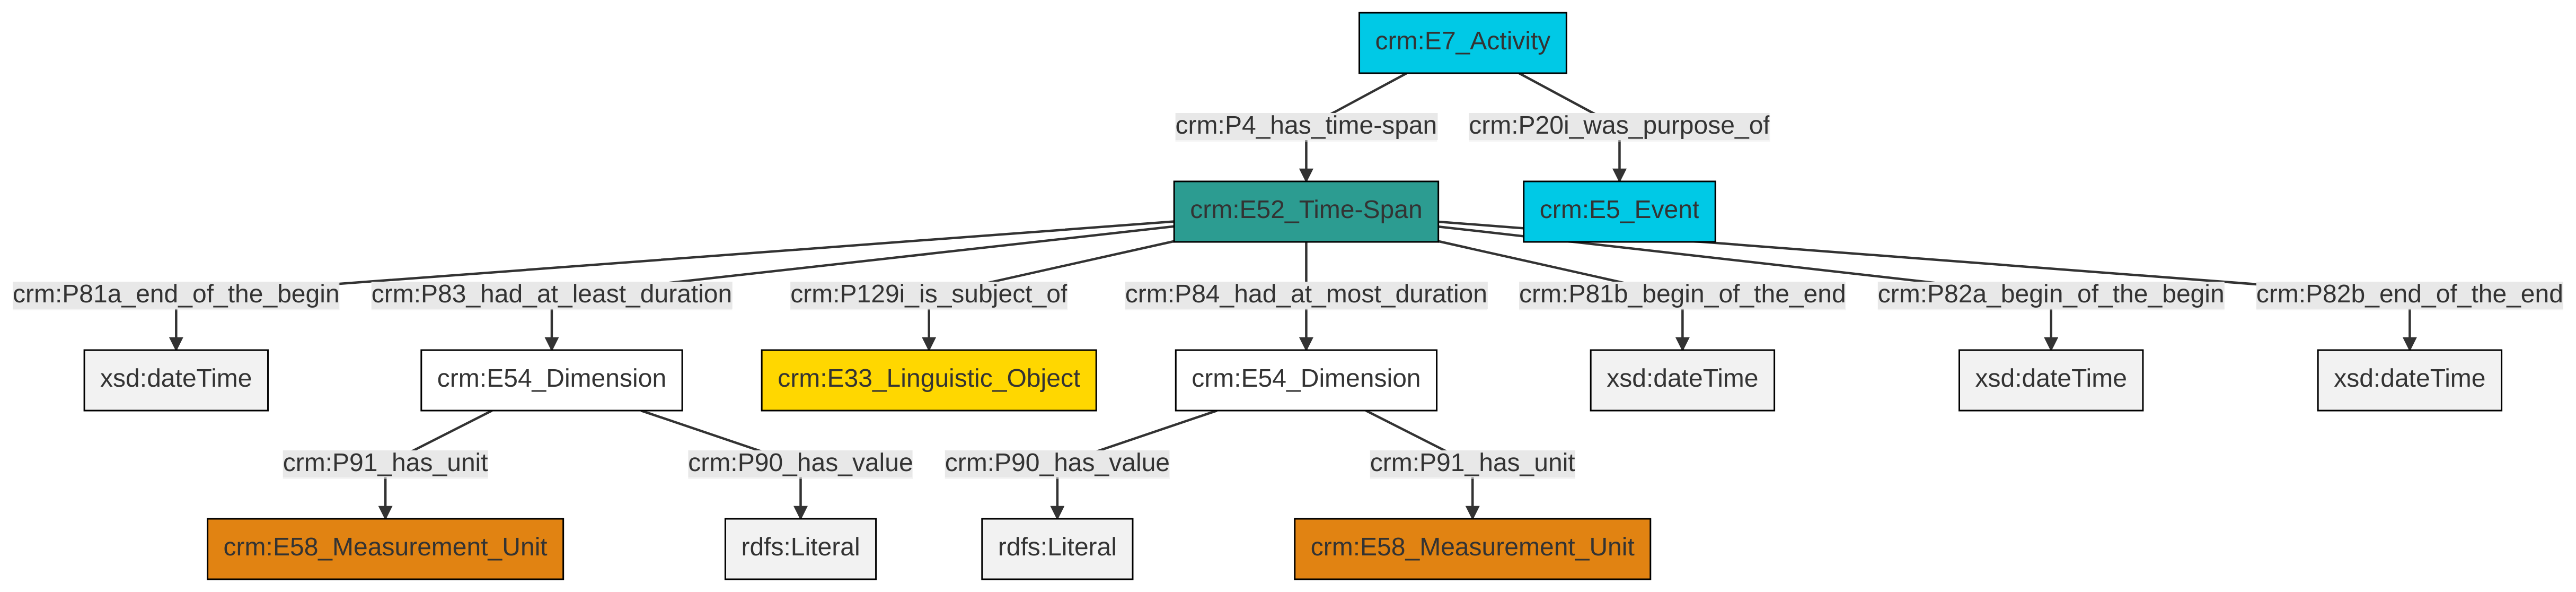 crm:E7_Activity
crm:P4_has_time-span
crm:P20i_was_purpose_of
crm:E52_Time-Span
crm:E5_Event
crm:P81a_end_of_the_begin
crm:P83_had_at_least_duration
crm:P129i_is_subject_of
crm:P84_had_at_most_duration
crm:P81b_begin_of_the_end
crm:P82a_begin_of_the_begin
crm:P82b_end_of_the_end
xsd:dateTime
crm:E54_Dimension
crm:E33_Linguistic_Object
crm:E54_Dimension
xsd:dateTime
xsd:dateTime
xsd:dateTime
crm:P91_has_unit
crm:P90_has_value
crm:P90_has_value
crm:P91_has_unit
crm:E58_Measurement_Unit
rdfs:Literal
rdfs:Literal
crm:E58_Measurement_Unit